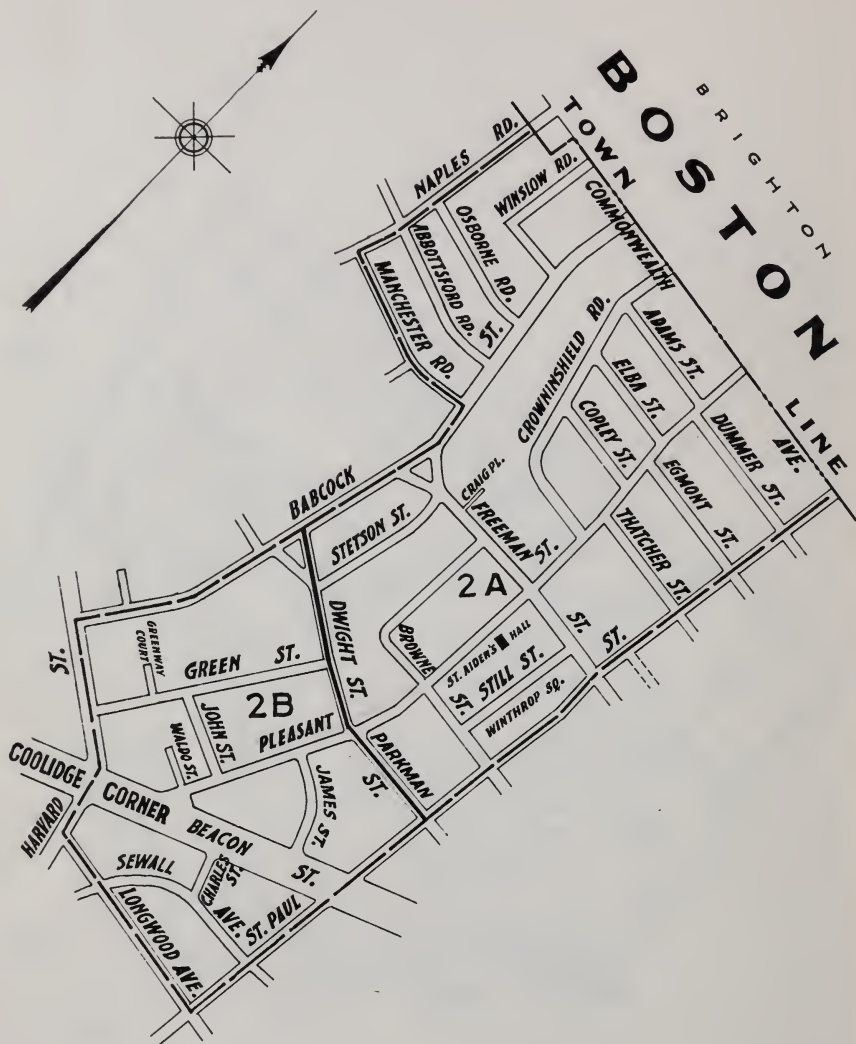 BOSTON
BRIGHTON
TOWN
LINE
NAPLES RD.
WINSLOW RD.
COMMONWEALTH
AVE.
OSBORNE RD.
ABBOTTSFORD RD.
MANCHESTER RD.
ST.
CROWNINSHIELD RD.
ADAMS ST.
ELBA ST.
COPLEY ST.
DUMMER ST.
EGMONT ST.
THATCHER ST.
CRAIG PL.
FREEMAN ST.
BABCOCK
STETSON ST.
2A
DWIGHT ST.
BROWNE
ST.
ST. AIDEN'S HALL
STILL ST.
WINTHROP SQ.
ST.
ST.
GREENWAY
COURT
ST.
GREEN ST.
2B
JOHN ST.
WALDO ST.
PLEASANT
ST.
PARKMAN
JAMES ST.
COOLIDGE
CORNER
HARVARD
BEACON
ST.
SEWALL
AVE.
CHARLES
ST.
ST. PAUL
LONGWOOD AVE.